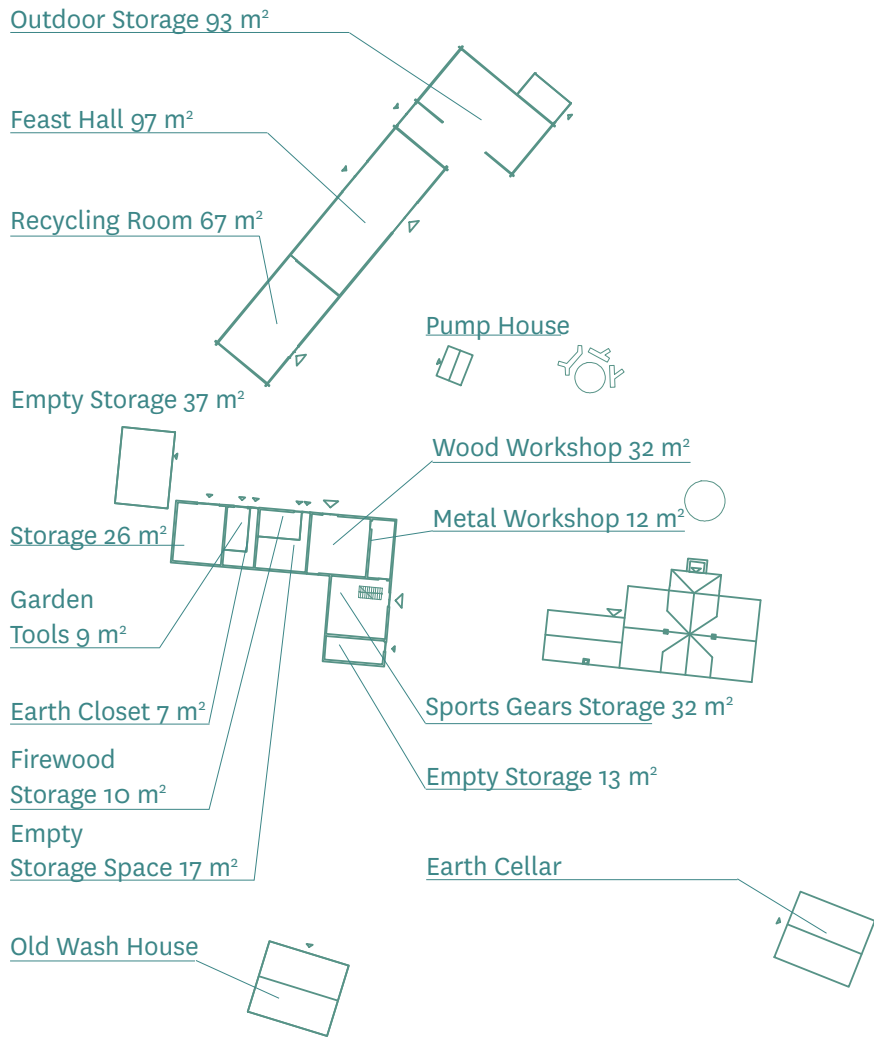 Outdoor Storage 93 m²
Feast Hall 97 m²
Recycling Room 67 m²
Pump House
Empty Storage 37 m²
Wood Workshop 32 m²
Storage 26 m²
Metal Workshop 12 m²
Garden
Tools 9 m²
Earth Closet 7 m²
Sports Gears Storage 32 m²
Firewood
Storage 10 m²
Empty Storage 13 m²
Empty
Storage Space 17 m²
Earth Cellar
Old Wash House